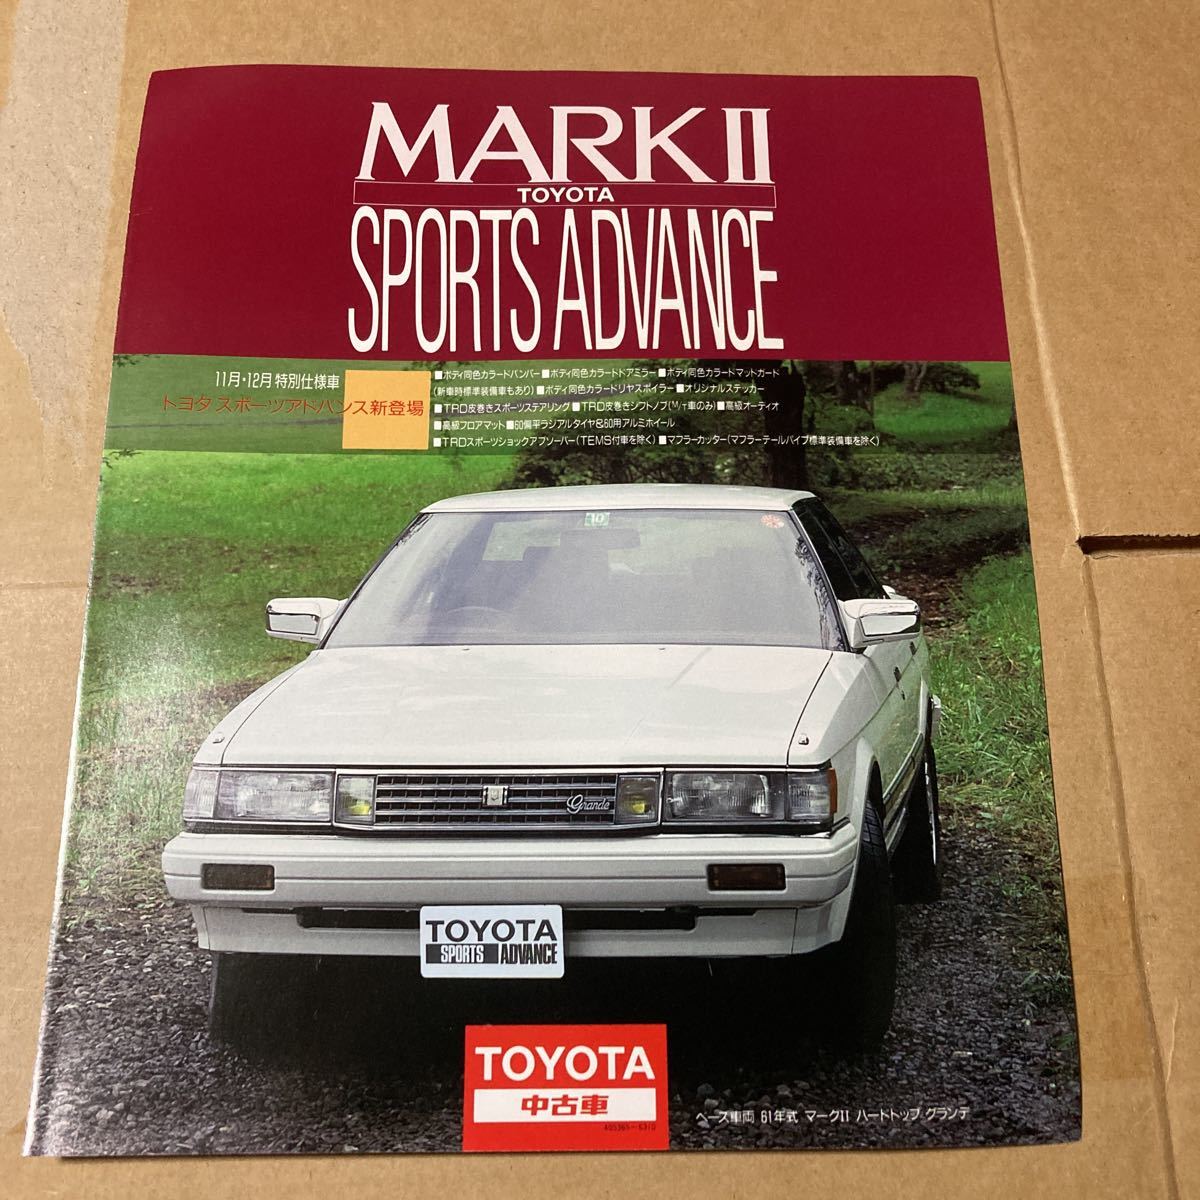 MARK II
TOYOTA
SPORTS ADVANCE
11月・12月 特別仕様車
トヨタ スポーツアドバンス新登場
■ボディ同色カラードバンパー■ボディ同色カラードドアミラー■ボディ同色カラードマットガード
(新車時標準装備車もあり)■ボディ同色カラードリヤスポイラー■オリジナルステッカー
■TRD皮巻きスポーツステアリング■TRD皮巻きシフトノブ(M/T車のみ)■高級オーディオ
■高級フロアマット■60偏平ラジアルタイヤ&60用アルミホイール
■TRDスポーツショックアブソーバー(TEMS付車を除く)■マフラーカッター(マフラーテールパイプ標準装備車を除く)
10
Grande
TOYOTA
SPORTS ADVANCE
TOYOTA
中古車
ベース車両 61年式 マークII ハードトップ グランデ